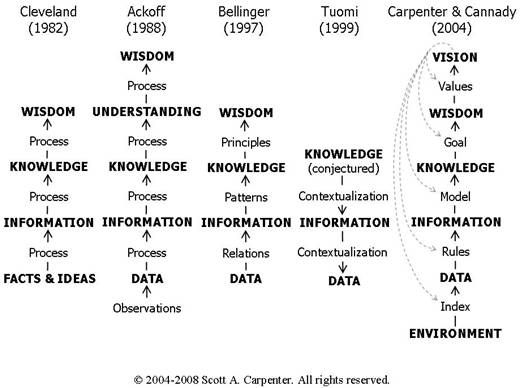 Cleveland
(1982)
FACTS & IDEAS
Process
INFORMATION
Process
KNOWLEDGE
Process
WISDOM
Ackoff
(1988)
WISDOM
Process
UNDERSTANDING
Process
KNOWLEDGE
Process
INFORMATION
Process
DATA
Observations
Bellinger
(1997)
WISDOM
Principles
KNOWLEDGE
Patterns
INFORMATION
Relations
DATA
Tuomi
(1999)
KNOWLEDGE
(conjectured)
Contextualization
INFORMATION
Contextualization
DATA
Carpenter & Cannady
(2004)
VISION
Values
WISDOM
Goal
KNOWLEDGE
Model
INFORMATION
Rules
DATA
Index
ENVIRONMENT
© 2004-2008 Scott A. Carpenter. All rights reserved.